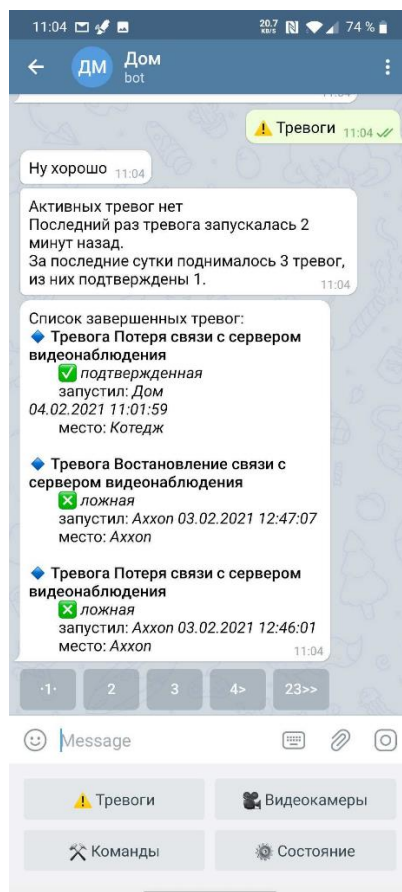 11:04 20.7 KB/S 74 %
ДМ Дом
bot
⚠ Тревоги 11:04
Ну хорошо 11:04
Активных тревог нет
Последний раз тревога запускалась 2
минут назад.
За последние сутки поднималось 3 тревог,
из них подтверждены 1. 11:04
Список завершенных тревог:
🔹 Тревога Потеря связи с сервером
видеонаблюдения
✅ подтвержденная
запустил: Дом
04.02.2021 11:01:59
место: Котедж
🔹 Тревога Востановление связи с
сервером видеонаблюдения
❎ ложная
запустил: Axxon 03.02.2021 12:47:07
место: Axxon
🔹 Тревога Потеря связи с сервером
видеонаблюдения
❎ ложная
запустил: Axxon 03.02.2021 12:46:01
место: Axxon 11:04
·1· 2 3 4> 23>>
Message
⚠ Тревоги 🎥 Видеокамеры
🛠 Команды ⚙ Состояние